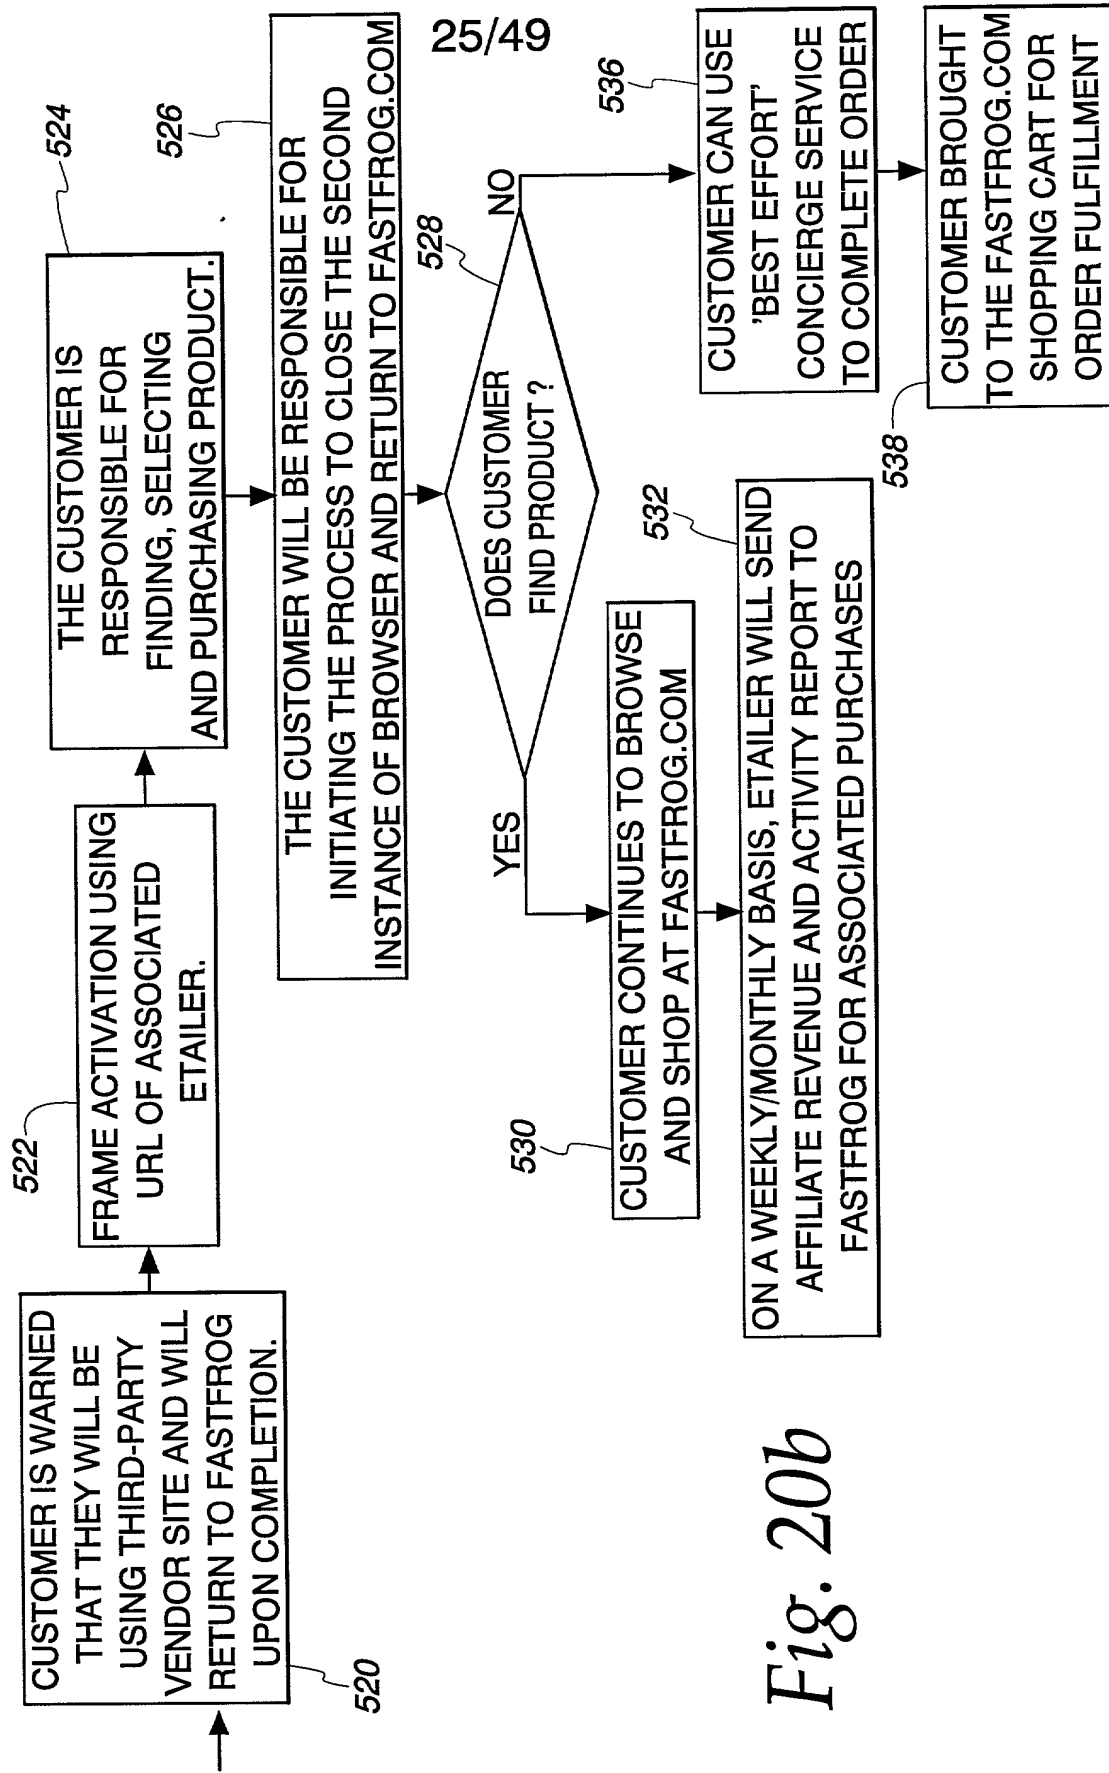 25/49
520
CUSTOMER IS WARNED
THAT THEY WILL BE
USING THIRD-PARTY
VENDOR SITE AND WILL
RETURN TO FASTFROG
UPON COMPLETION.
522
FRAME ACTIVATION USING
URL OF ASSOCIATED
ETAILER.
524
THE CUSTOMER IS
RESPONSIBLE FOR
FINDING, SELECTING
AND PURCHASING PRODUCT.
526
THE CUSTOMER WILL BE RESPONSIBLE FOR
INITIATING THE PROCESS TO CLOSE THE SECOND
INSTANCE OF BROWSER AND RETURN TO FASTFROG.COM
528
DOES CUSTOMER
FIND PRODUCT?
YES
NO
530
CUSTOMER CONTINUES TO BROWSE
AND SHOP AT FASTFROG.COM
532
ON A WEEKLY/MONTHLY BASIS, ETAILER WILL SEND
AFFILIATE REVENUE AND ACTIVITY REPORT TO
FASTFROG FOR ASSOCIATED PURCHASES
536
CUSTOMER CAN USE
'BEST EFFORT'
CONCIERGE SERVICE
TO COMPLETE ORDER
538
CUSTOMER BROUGHT
TO THE FASTFROG.COM
SHOPPING CART FOR
ORDER FULFILLMENT
Fig. 20b